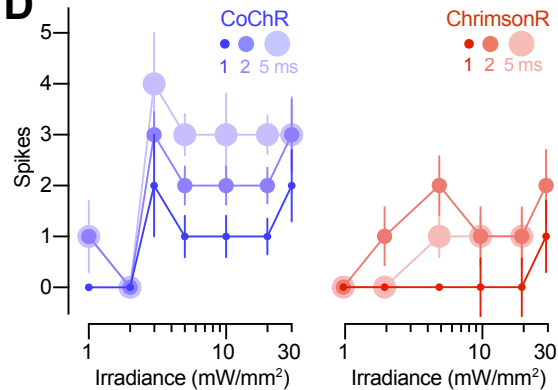 D
CoChR
ChrimsonR
1 2 5 ms
1 2 5 ms
Spikes
5
4
3
2
1
0
1 10 30
1 10 30
Irradiance (mW/mm²)
Irradiance (mW/mm²)